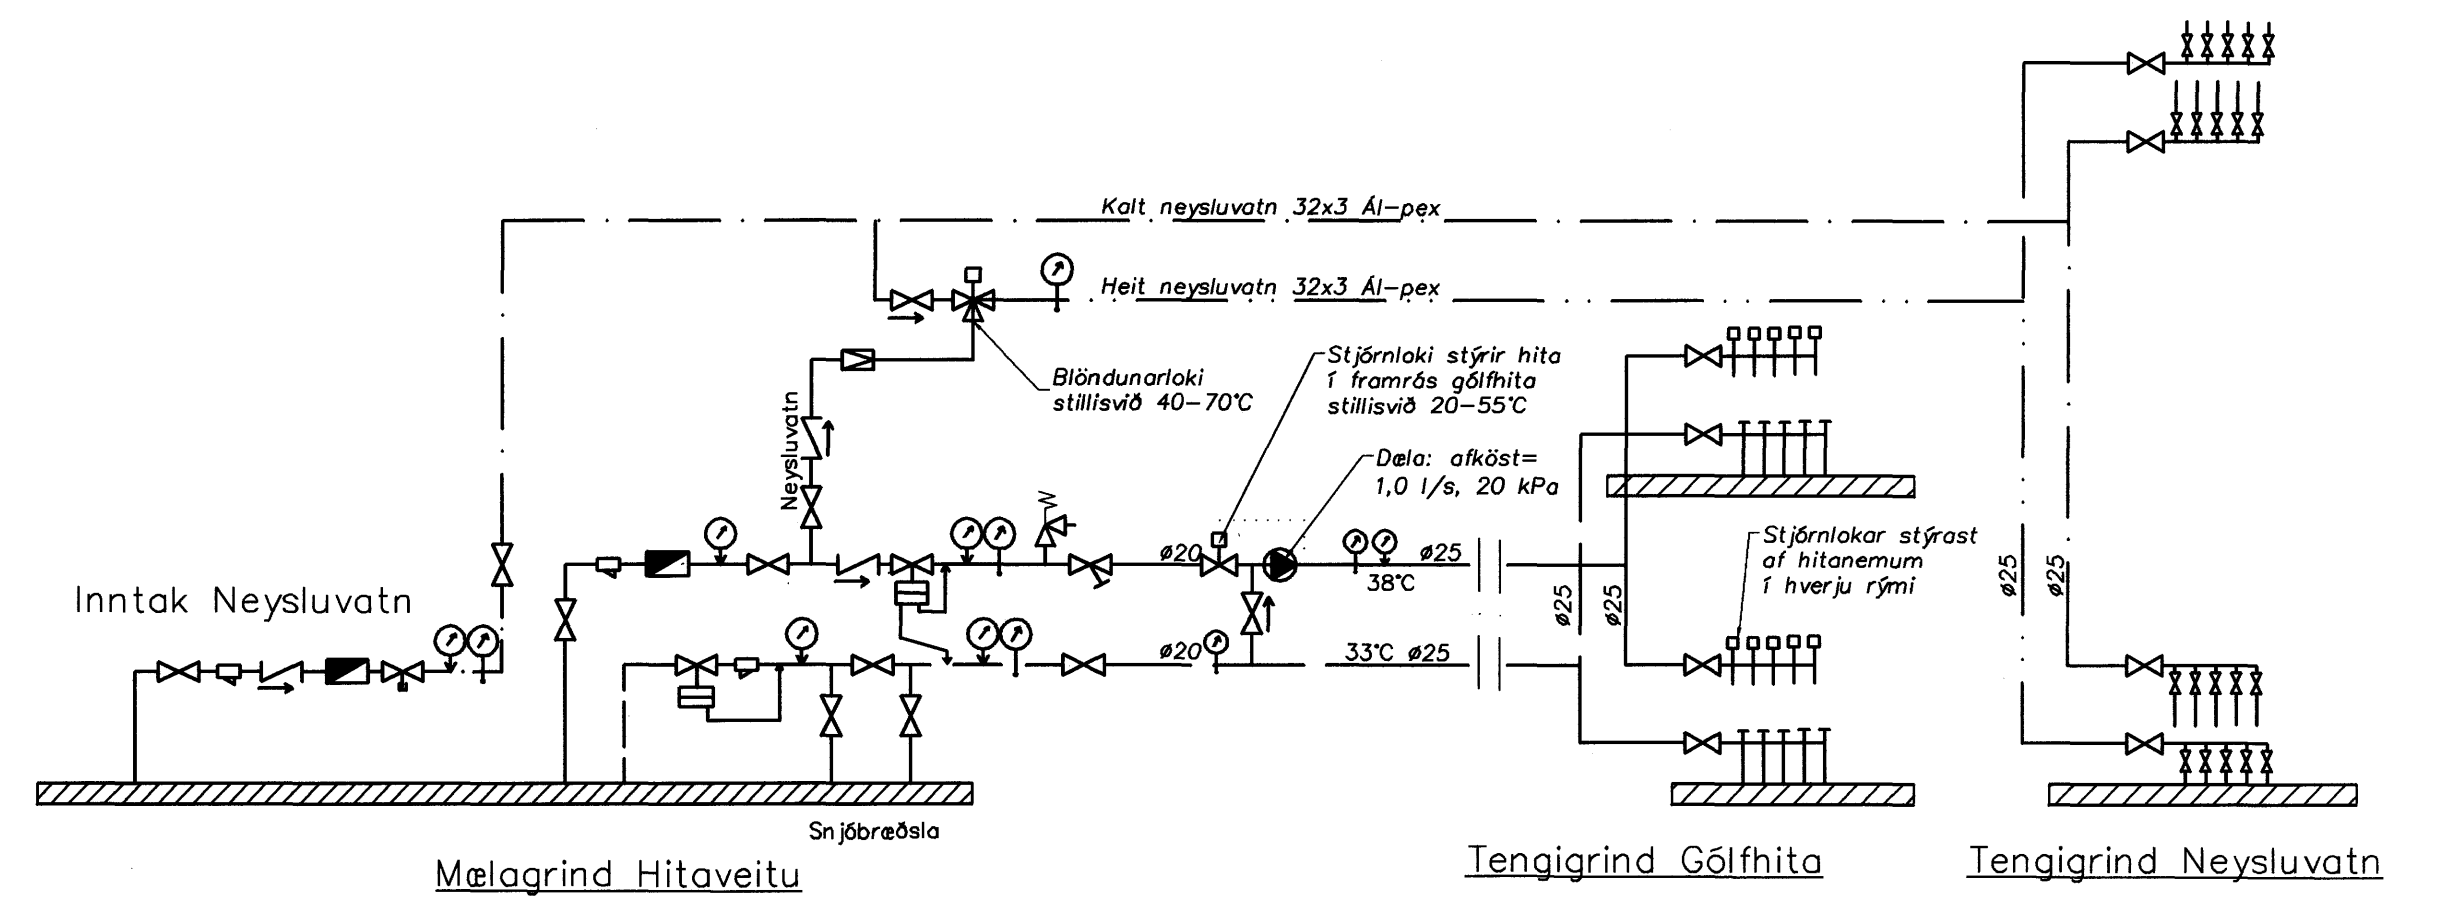 Kalt neysluvatn 32x3 Ál-pex
Heit neysluvatn 32x3 Ál-pex
Blöndunarloki
stillisvið 40-70°C
Stjórnloki stýrir hita
í framrás gólfhita
stillisvið 20-55°C
Neysluvatn
Dæla: afköst=
1,0 l/s, 20 kPa
Stjórnlokar stýrast
af hitanemum
í hverju rými
ø20
ø25
38°C
ø25
ø25
ø25
ø25
Inntak Neysluvatn
ø20
33°C ø25
Snjóbræðsla
Mælagrind Hitaveitu
Tengigrind Gólfhita
Tengigrind Neysluvatn